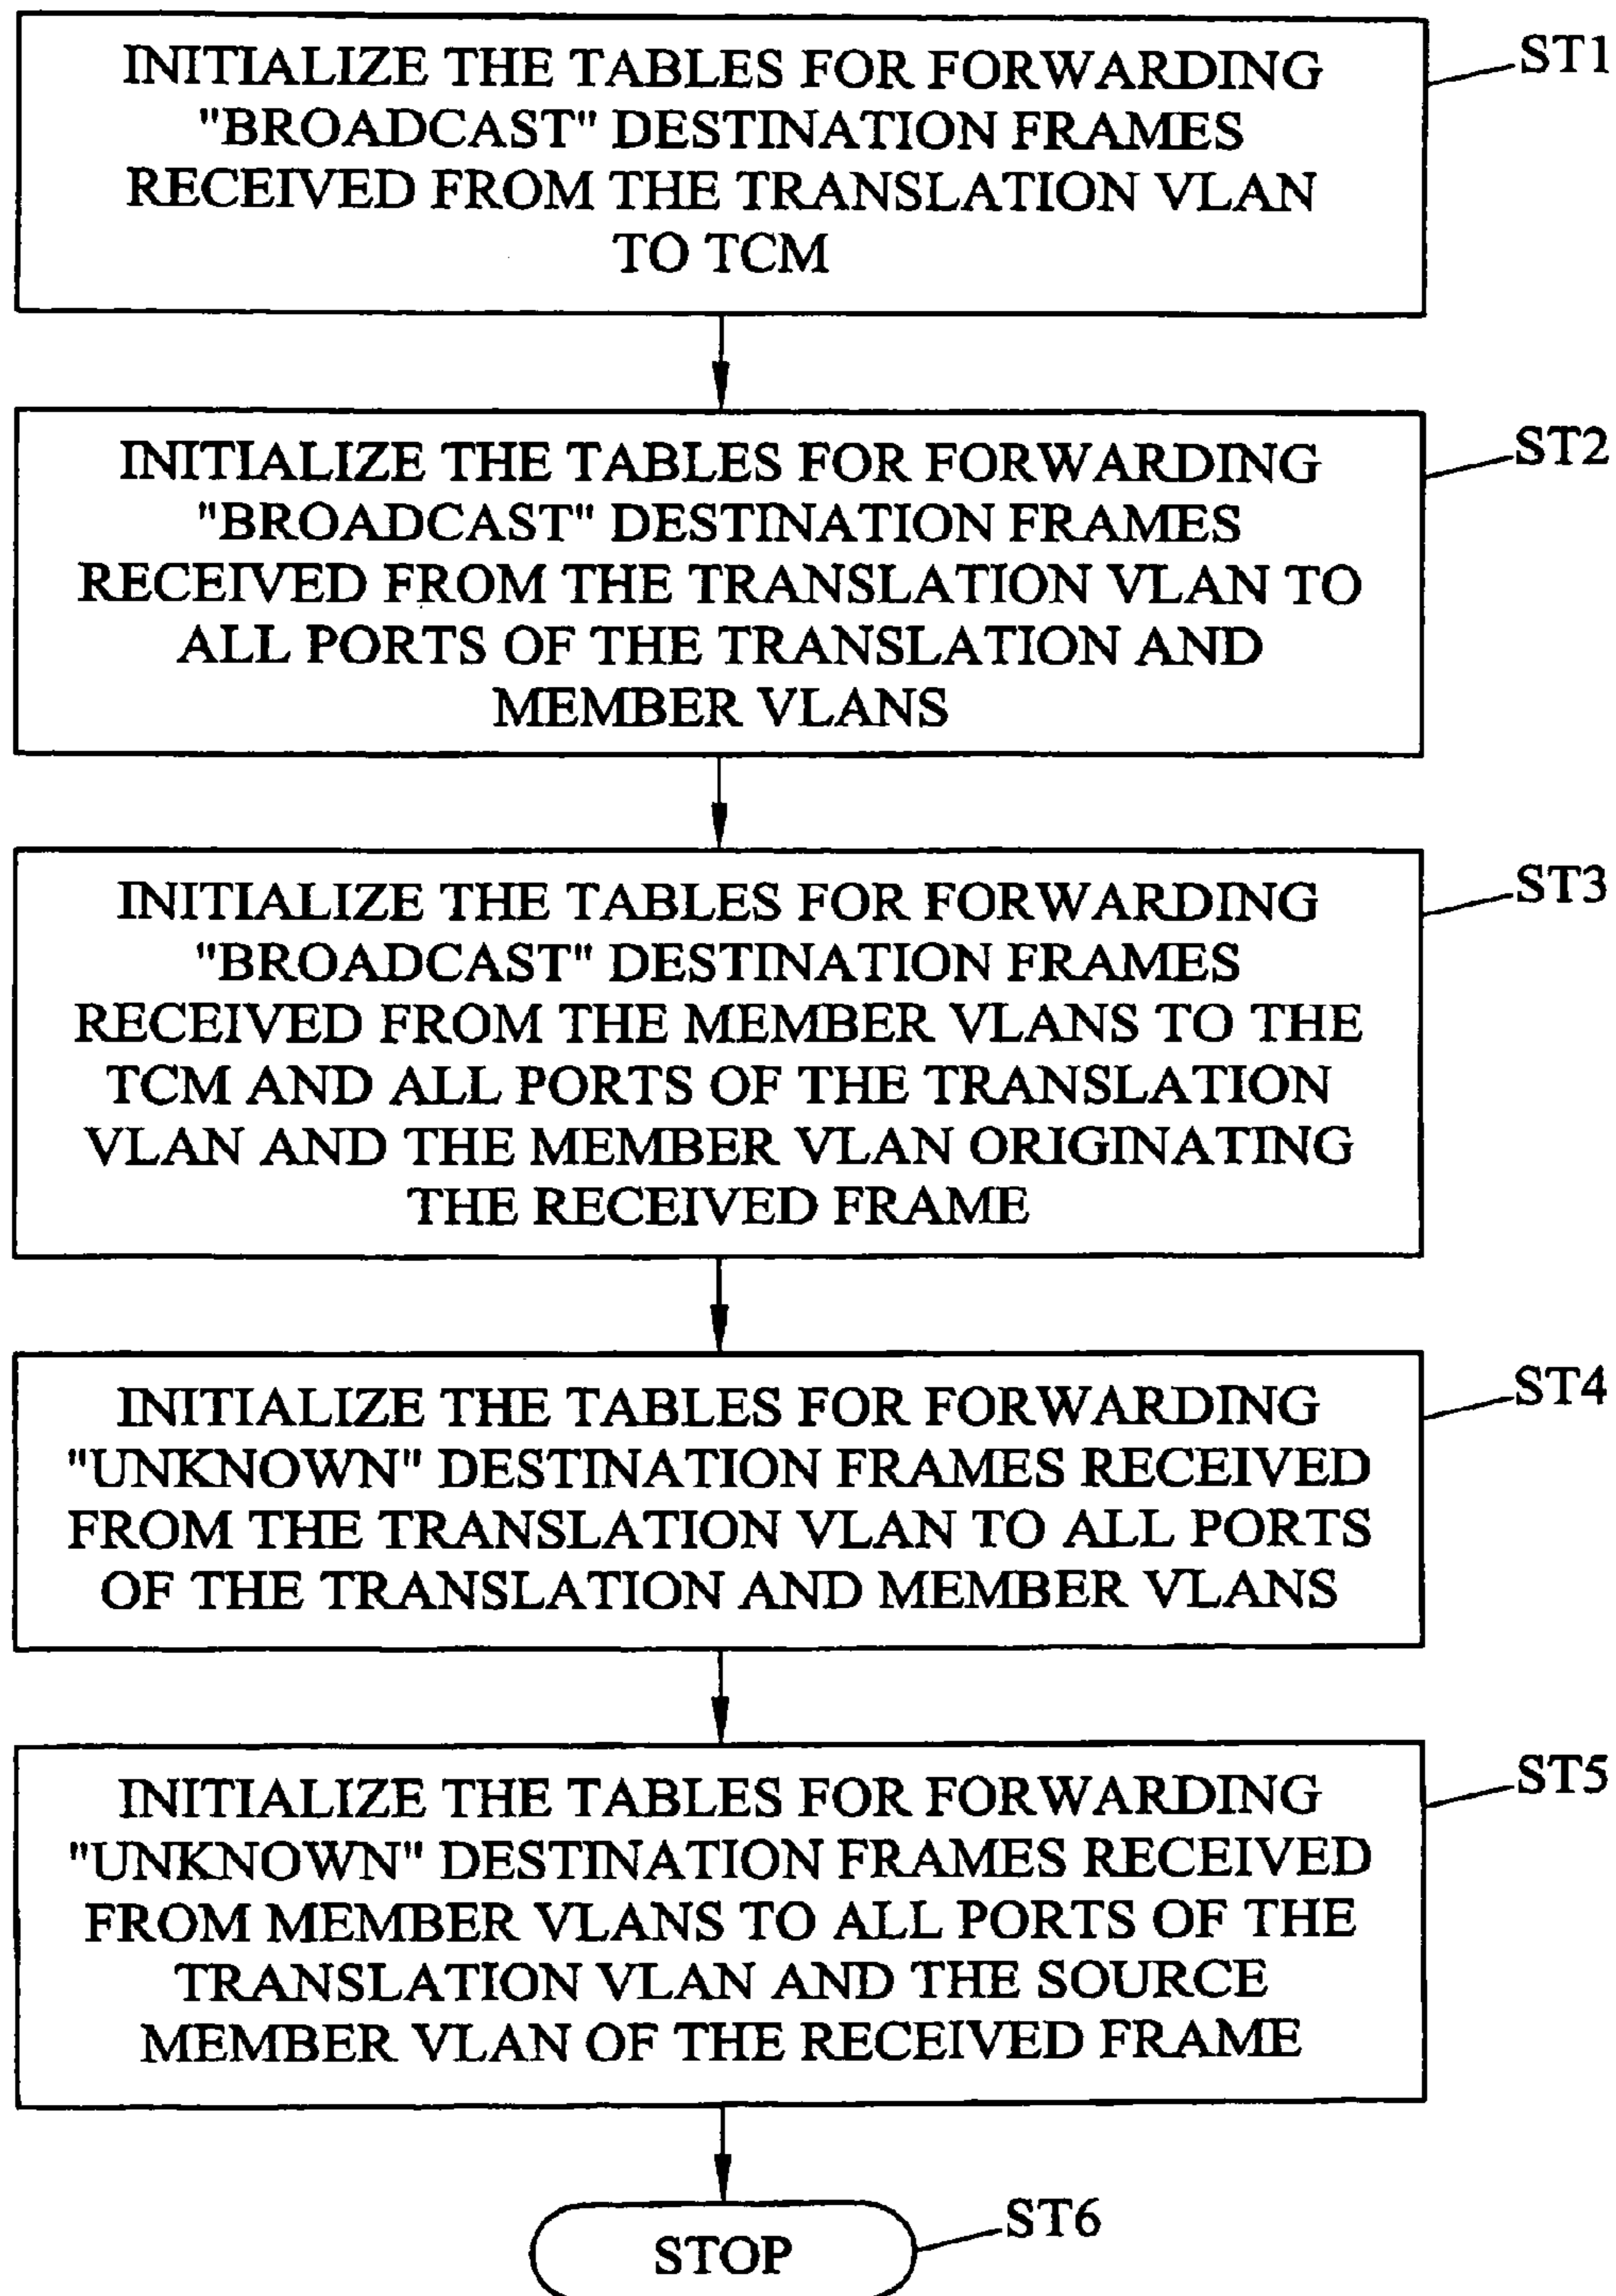 INITIALIZE THE TABLES FOR FORWARDING
"BROADCAST" DESTINATION FRAMES
RECEIVED FROM THE TRANSLATION VLAN
TO TCM
ST1
INITIALIZE THE TABLES FOR FORWARDING
"BROADCAST" DESTINATION FRAMES
RECEIVED FROM THE TRANSLATION VLAN TO
ALL PORTS OF THE TRANSLATION AND
MEMBER VLANS
ST2
INITIALIZE THE TABLES FOR FORWARDING
"BROADCAST" DESTINATION FRAMES
RECEIVED FROM THE MEMBER VLANS TO THE
TCM AND ALL PORTS OF THE TRANSLATION
VLAN AND THE MEMBER VLAN ORIGINATING
THE RECEIVED FRAME
ST3
INITIALIZE THE TABLES FOR FORWARDING
"UNKNOWN" DESTINATION FRAMES RECEIVED
FROM THE TRANSLATION VLAN TO ALL PORTS
OF THE TRANSLATION AND MEMBER VLANS
ST4
INITIALIZE THE TABLES FOR FORWARDING
"UNKNOWN" DESTINATION FRAMES RECEIVED
FROM MEMBER VLANS TO ALL PORTS OF THE
TRANSLATION VLAN AND THE SOURCE
MEMBER VLAN OF THE RECEIVED FRAME
ST5
STOP
ST6